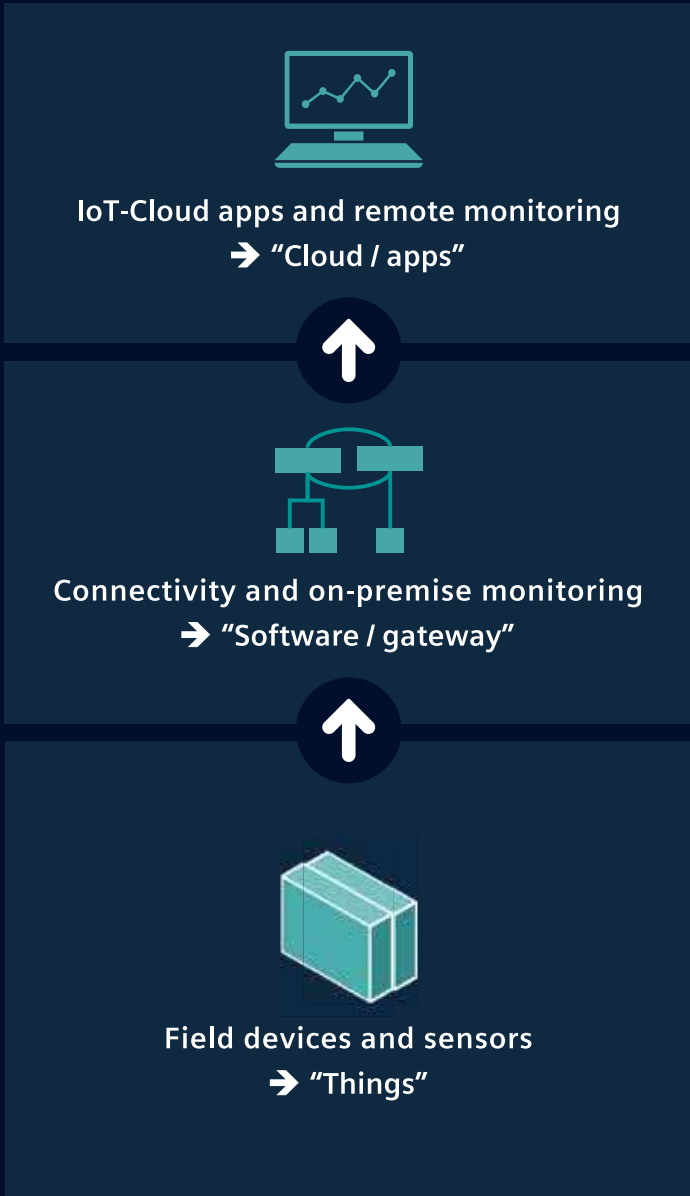 IoT-Cloud apps and remote monitoring
➔ “Cloud / apps”
Connectivity and on-premise monitoring
➔ “Software / gateway”
Field devices and sensors
➔ “Things”